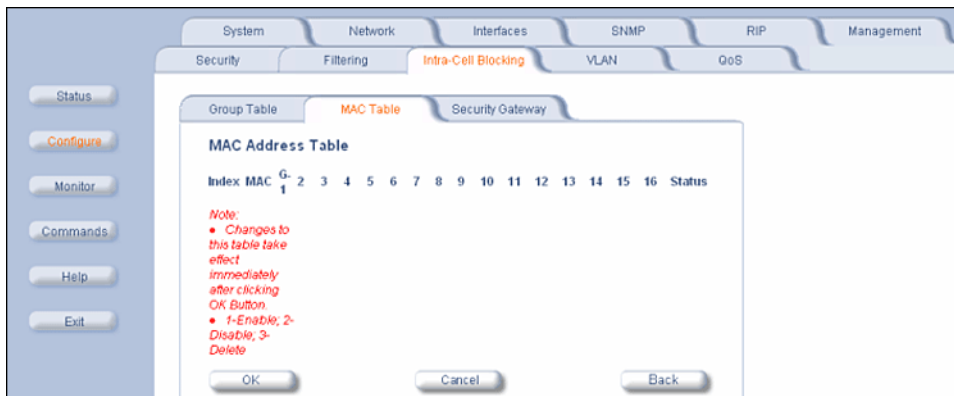 System Network Interfaces SNMP RIP Management
Security Filtering Intra-Cell Blocking VLAN QoS
Status
Configure
Monitor
Commands
Help
Exit
Group Table MAC Table Security Gateway
MAC Address Table
Index MAC G-1 2 3 4 5 6 7 8 9 10 11 12 13 14 15 16 Status
Note:
• Changes to
this table take
effect
immediately
after clicking
OK Button.
• 1-Enable; 2-
Disable; 3-
Delete
OK Cancel Back